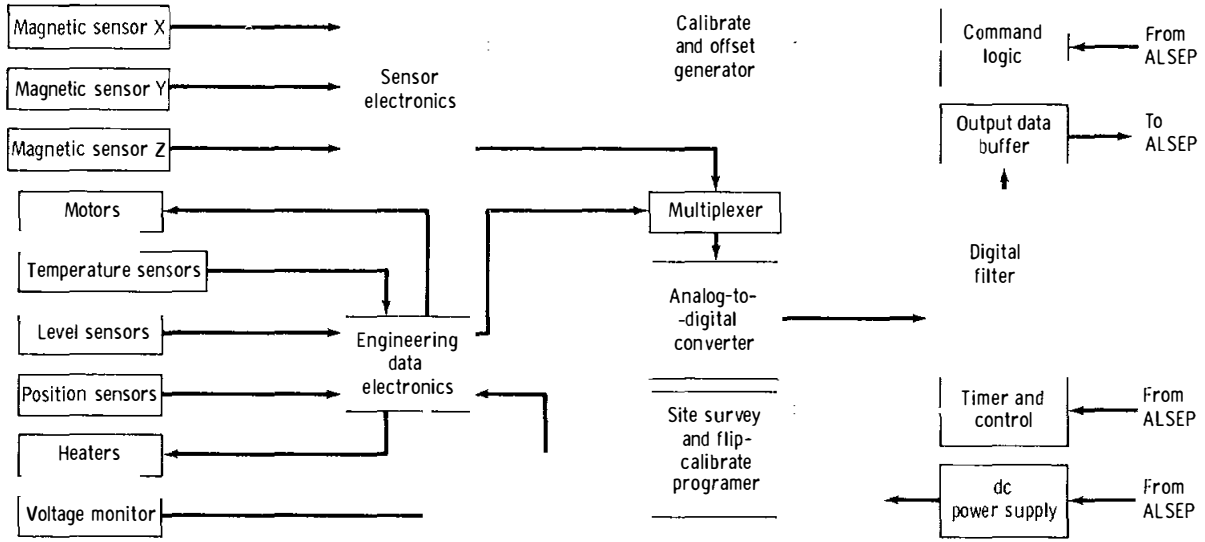 Magnetic sensor X
Magnetic sensor Y
Magnetic sensor Z
Motors
Temperature sensors
Level sensors
Position sensors
Heaters
Voltage monitor
Sensor
electronics
Engineering
data
electronics
Calibrate
and offset
generator
Multiplexer
Analog-to-
-digital
converter
Site survey
and flip-
calibrate
programer
Command
logic
From
ALSEP
Output data
buffer
To
ALSEP
Digital
filter
Timer and
control
From
ALSEP
dc
power supply
From
ALSEP